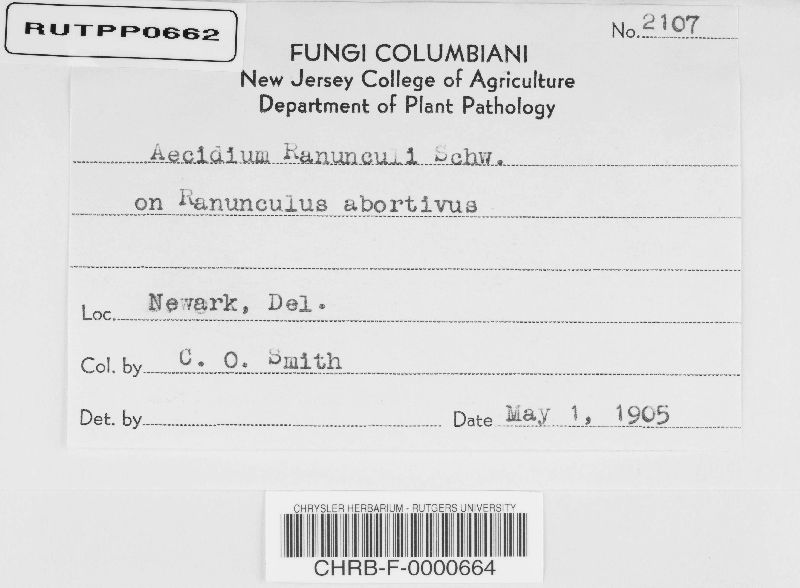 RUTPP0662
No. 2107
FUNGI COLUMBIANI
New Jersey College of Agriculture
Department of Plant Pathology
Aecidium Ranunculi Schw.
on Ranunculus abortivus
Loc. Newark, Del.
Col. by C. O. Smith
Det. by
Date May 1, 1905
CHRYSLER HERBARIUM - RUTGERS UNIVERSITY
CHRB-F-0000664